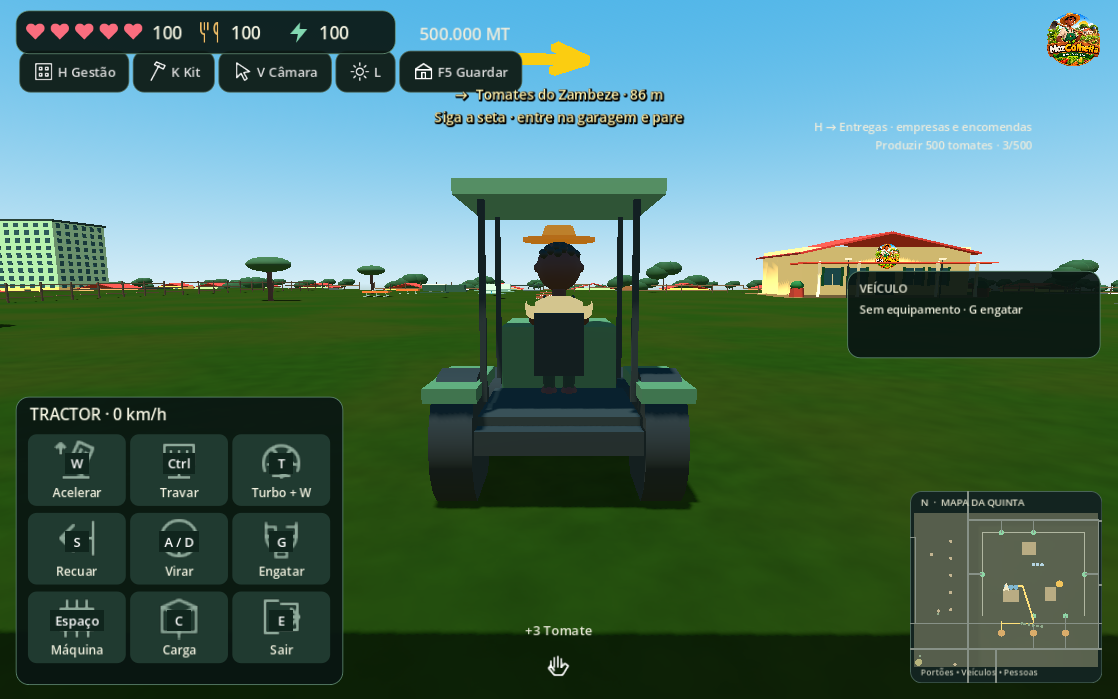 100 100 100
500.000 MT
H Gestão K Kit V Câmara L F5 Guardar
→ Tomates do Zambeze · 86 m
Siga a seta · entre na garagem e pare
MozColheita
H → Entregas · empresas e encomendas
Produzir 500 tomates · 3/500
VEÍCULO
Sem equipamento · G engatar
TRACTOR · 0 km/h
W Ctrl T
Acelerar Travar Turbo + W
S A / D G
Recuar Virar Engatar
Espaço C E
Máquina Carga Sair
+3 Tomate
N · MAPA DA QUINTA
Portões • Veículos • Pessoas